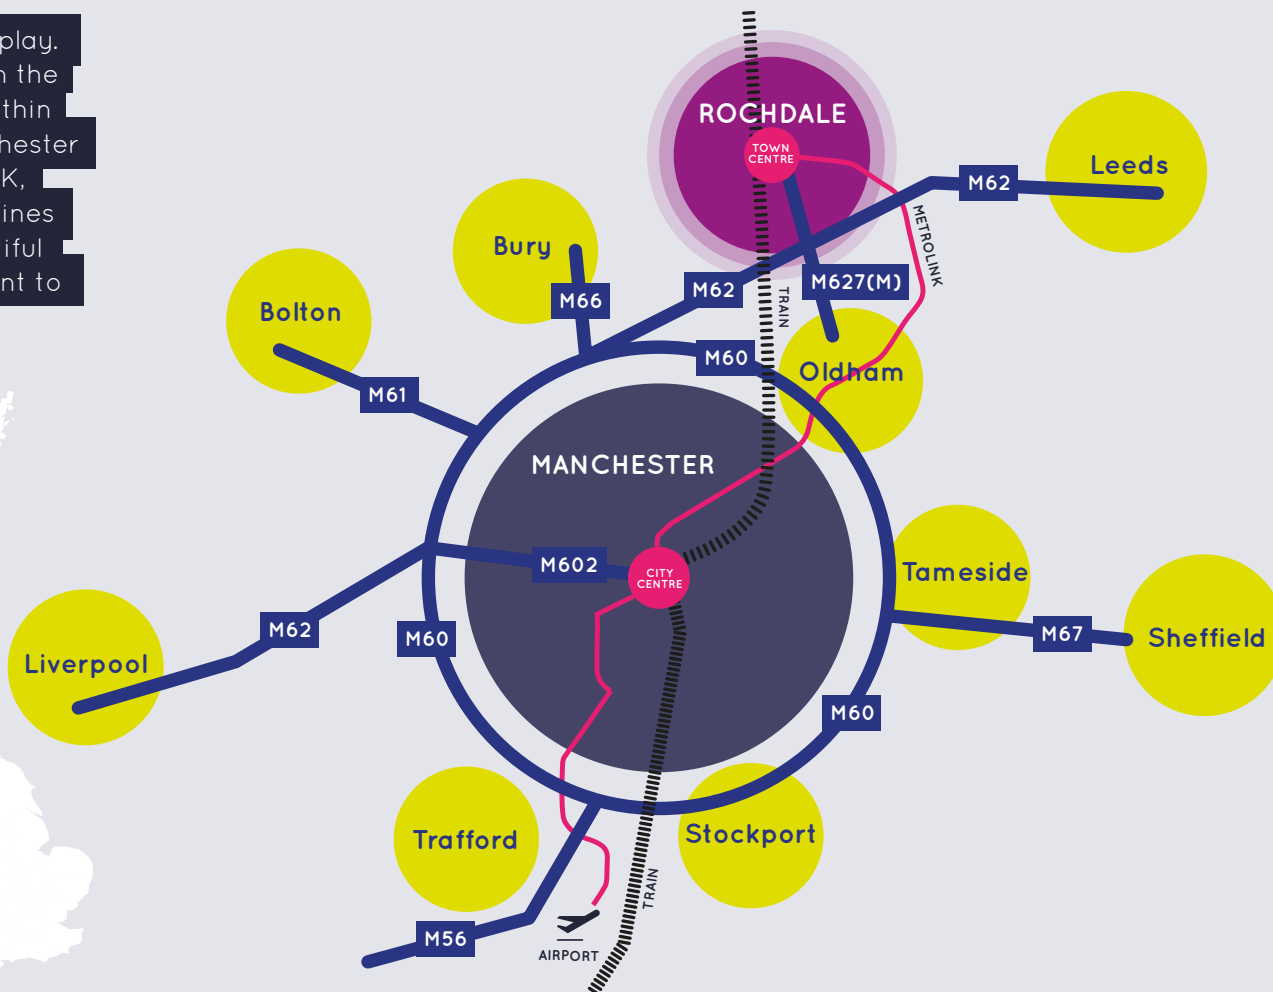 play.
n the
thin
hester
K,
ines
iful
nt to
ROCHDALE
TOWN
CENTRE
Leeds
M62
METROLINK
Bury
M66
M62
M627(M)
TRAIN
Bolton
M61
M60
Oldham
MANCHESTER
M602
CITY
CENTRE
Tameside
M62
M60
M67
Sheffield
Liverpool
M60
Trafford
Stockport
TRAIN
M56
AIRPORT